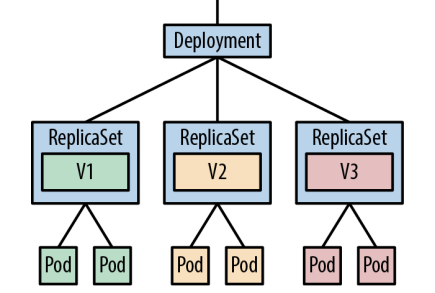 Deployment
ReplicaSet ReplicaSet ReplicaSet
V1 V2 V3
Pod Pod Pod Pod Pod Pod